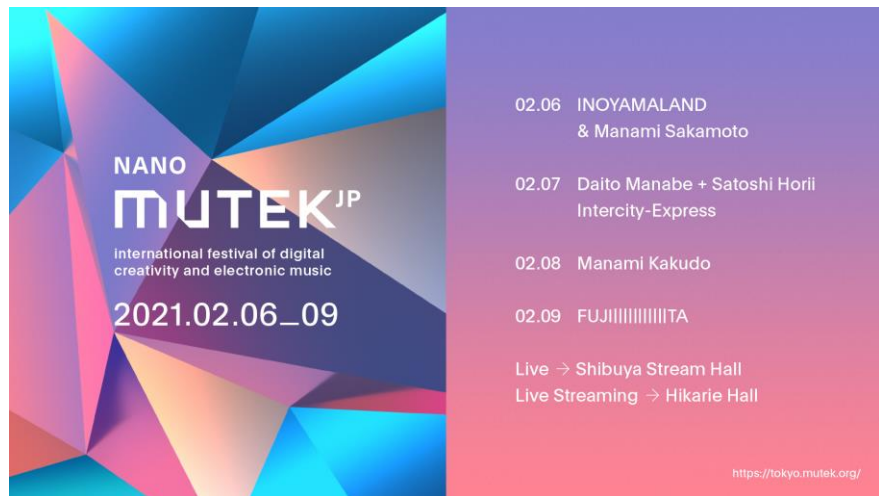 NANO
MUTEK JP
international festival of digital
creativity and electronic music
2021.02.06_09
02.06 INOYAMALAND
& Manami Sakamoto
02.07 Daito Manabe + Satoshi Horii
Intercity-Express
02.08 Manami Kakudo
02.09 FUJI||||||||||||TA
Live → Shibuya Stream Hall
Live Streaming → Hikarie Hall
https://tokyo.mutek.org/